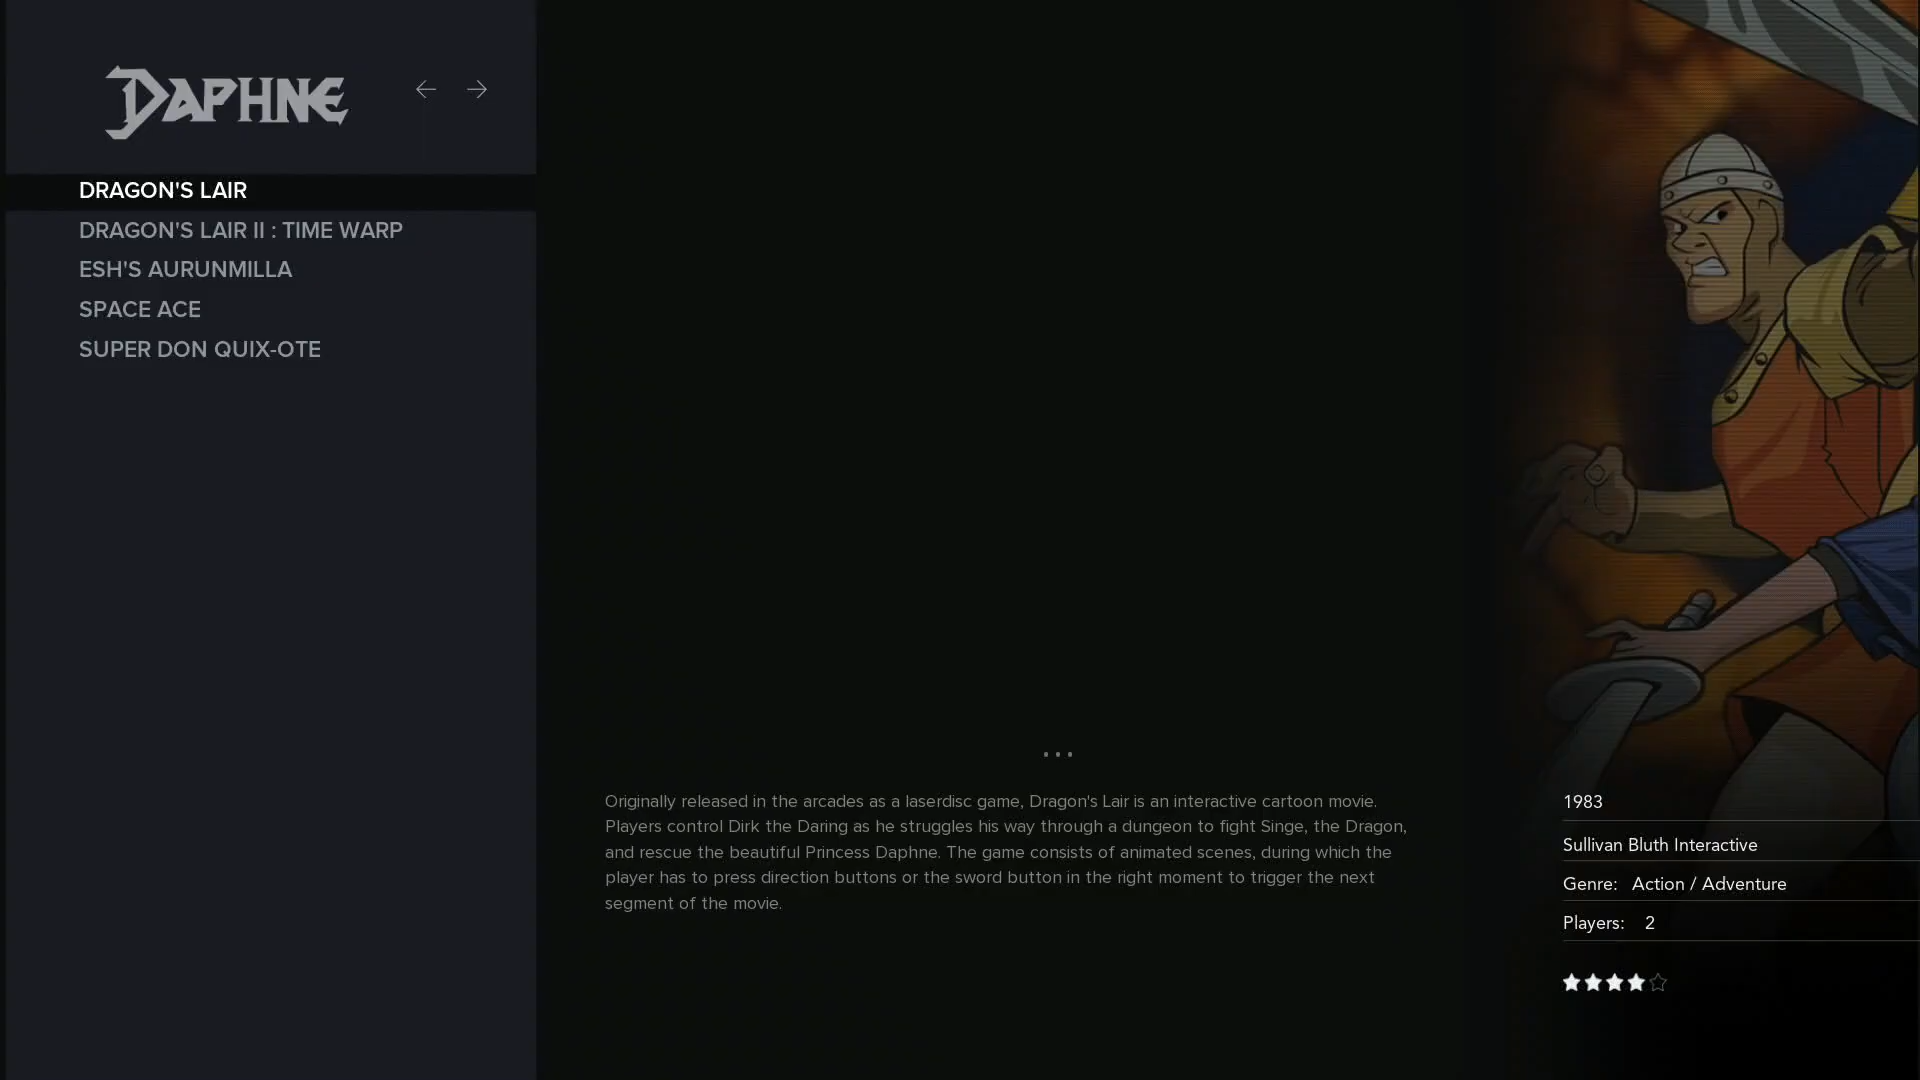 DAPHNE
DRAGON'S LAIR
DRAGON'S LAIR II : TIME WARP
ESH'S AURUNMILLA
SPACE ACE
SUPER DON QUIX-OTE
Originally released in the arcades as a laserdisc game, Dragon's Lair is an interactive cartoon movie.
Players control Dirk the Daring as he struggles his way through a dungeon to fight Singe, the Dragon,
and rescue the beautiful Princess Daphne. The game consists of animated scenes, during which the
player has to press direction buttons or the sword button in the right moment to trigger the next
segment of the movie.
1983
Sullivan Bluth Interactive
Genre: Action / Adventure
Players: 2